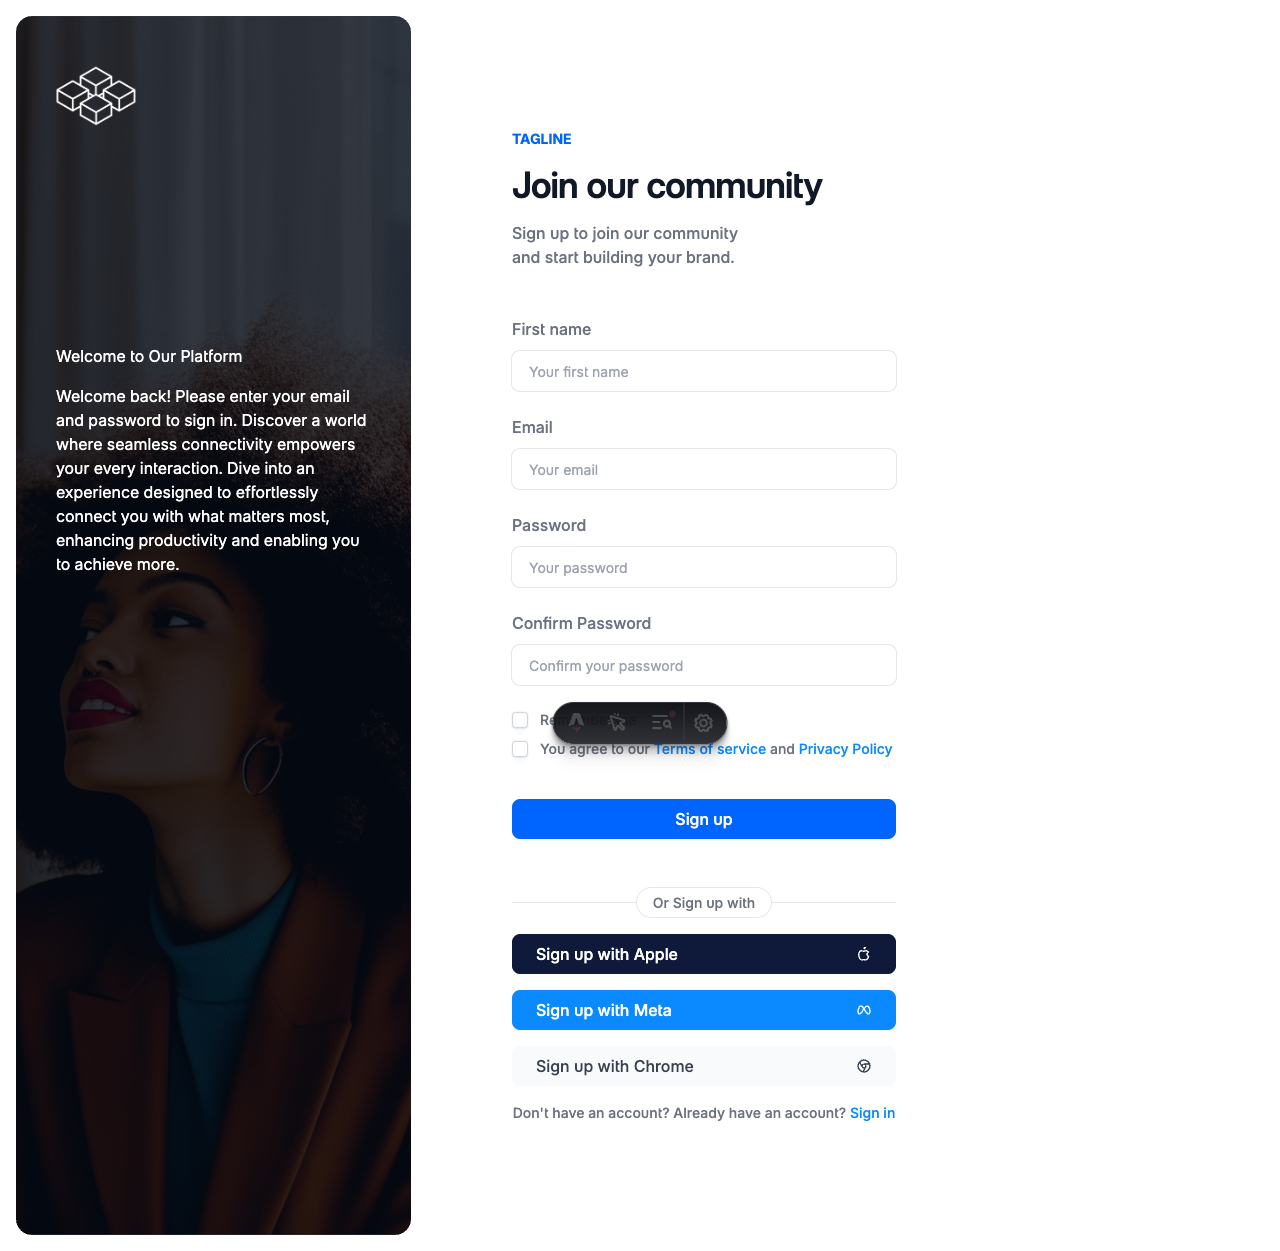 Welcome to Our Platform
Welcome back! Please enter your email
and password to sign in. Discover a world
where seamless connectivity empowers
your every interaction. Dive into an
experience designed to effortlessly
connect you with what matters most,
enhancing productivity and enabling you
to achieve more.
TAGLINE
Join our community
Sign up to join our community
and start building your brand.
First name
Your first name
Email
Your email
Password
Your password
Confirm Password
Confirm your password
You agree to our Terms of service and Privacy Policy
Sign up
Or Sign up with
Sign up with Apple
Sign up with Meta
Sign up with Chrome
Don't have an account? Already have an account? Sign in